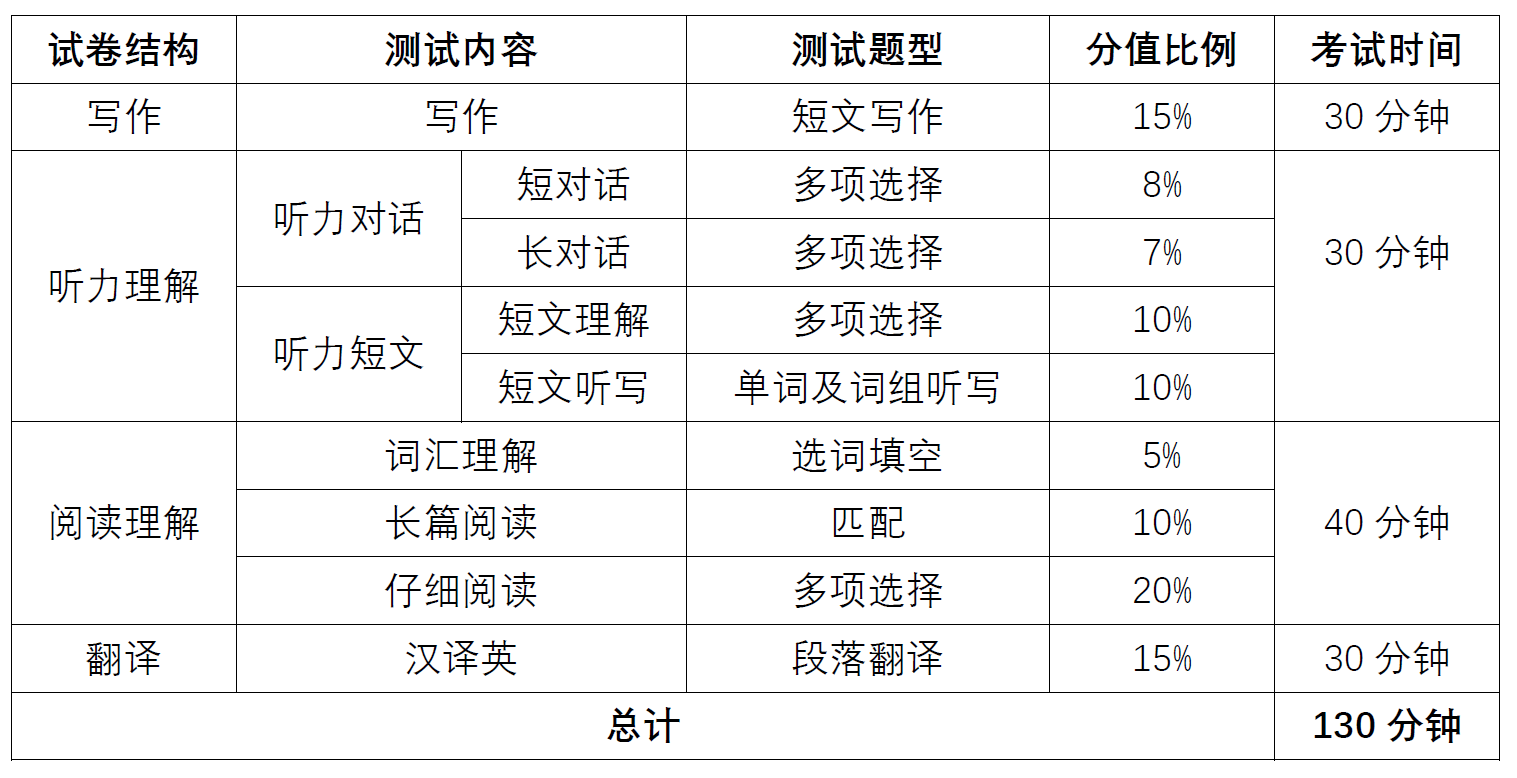 试卷结构 测试内容 测试题型 分值比例 考试时间
写作 写作 短文写作 15% 30 分钟
听力理解 听力对话 短对话 多项选择 8% 30 分钟
长对话 多项选择 7%
听力短文 短文理解 多项选择 10%
短文听写 单词及词组听写 10%
阅读理解 词汇理解 选词填空 5% 40 分钟
长篇阅读 匹配 10%
仔细阅读 多项选择 20%
翻译 汉译英 段落翻译 15% 30 分钟
总计 130 分钟